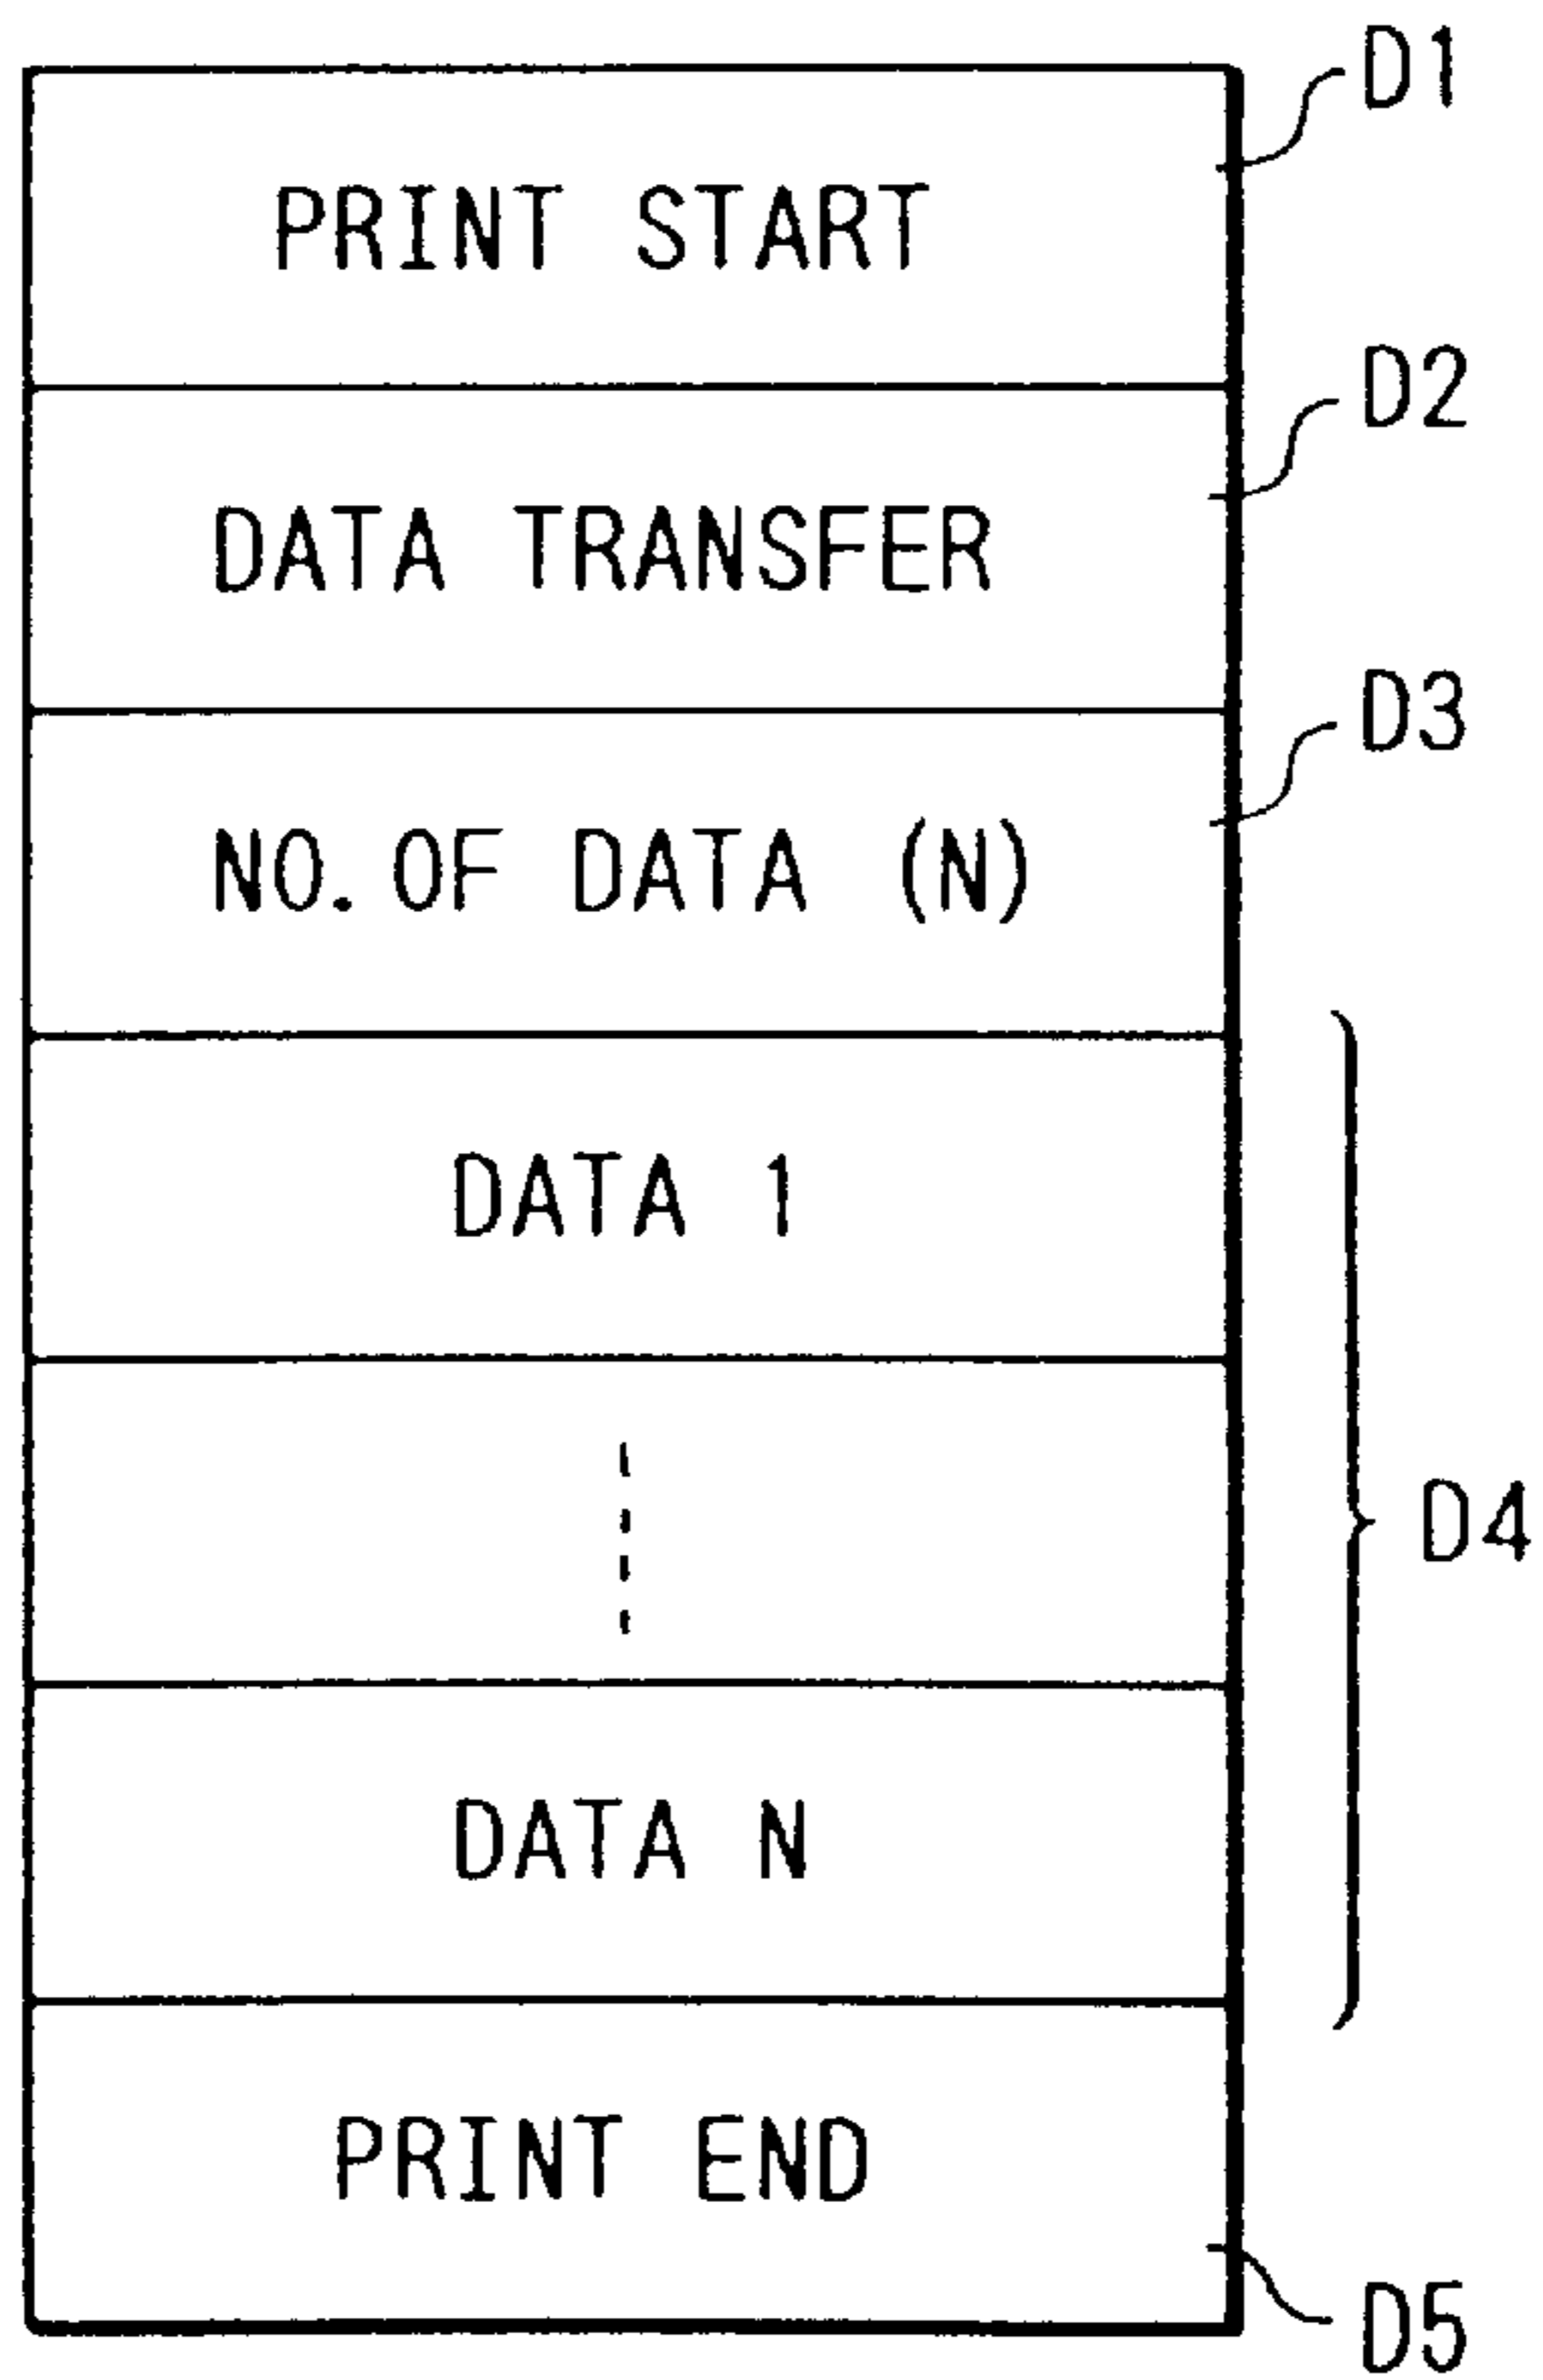 D1
PRINT START
D2
DATA TRANSFER
D3
NO. OF DATA (N)
DATA 1
D4
DATA N
PRINT END
D5